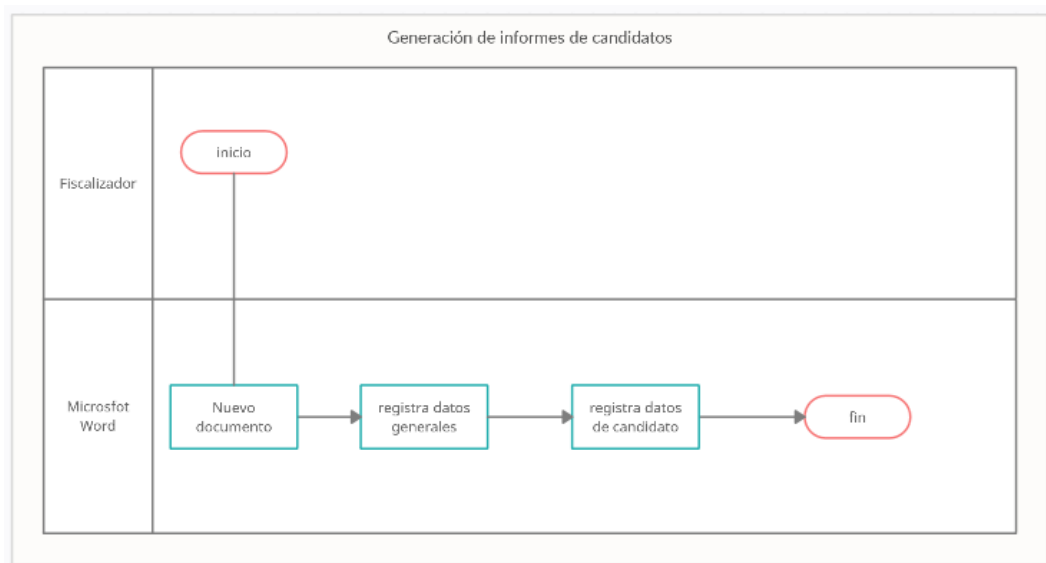 Generación de informes de candidatos
Fiscalizador
inicio
Microsfot
Word
Nuevo
documento
registra datos
generales
registra datos
de candidato
fin